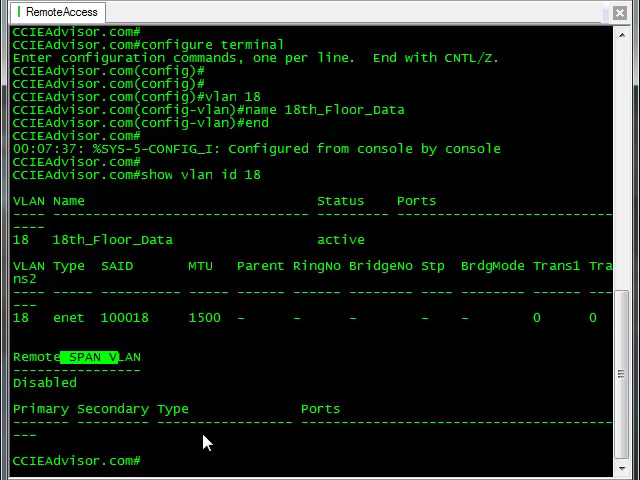 RemoteAccess
CCIEAdvisor.com#
CCIEAdvisor.com#configure terminal
Enter configuration commands, one per line.  End with CNTL/Z.
CCIEAdvisor.com(config)#
CCIEAdvisor.com(config)#
CCIEAdvisor.com(config)#vlan 18
CCIEAdvisor.com(config-vlan)#name 18th_Floor_Data
CCIEAdvisor.com(config-vlan)#end
CCIEAdvisor.com#
00:07:37: %SYS-5-CONFIG_I: Configured from console by console
CCIEAdvisor.com#
CCIEAdvisor.com#show vlan id 18
VLAN Name                             Status    Ports
---- -------------------------------- --------- ---------------------------
----
18   18th_Floor_Data                  active
VLAN Type  SAID       MTU   Parent RingNo BridgeNo Stp  BrdgMode Trans1 Tra
ns2
---- ----- ---------- ----- ------ ------ -------- ---- -------- ------ ---
---
18   enet  100018     1500  -      -      -        -    -        0      0
Remote SPAN VLAN
----------------
Disabled
Primary Secondary Type              Ports
------- --------- ----------------- ---------------------------------------
---
CCIEAdvisor.com#